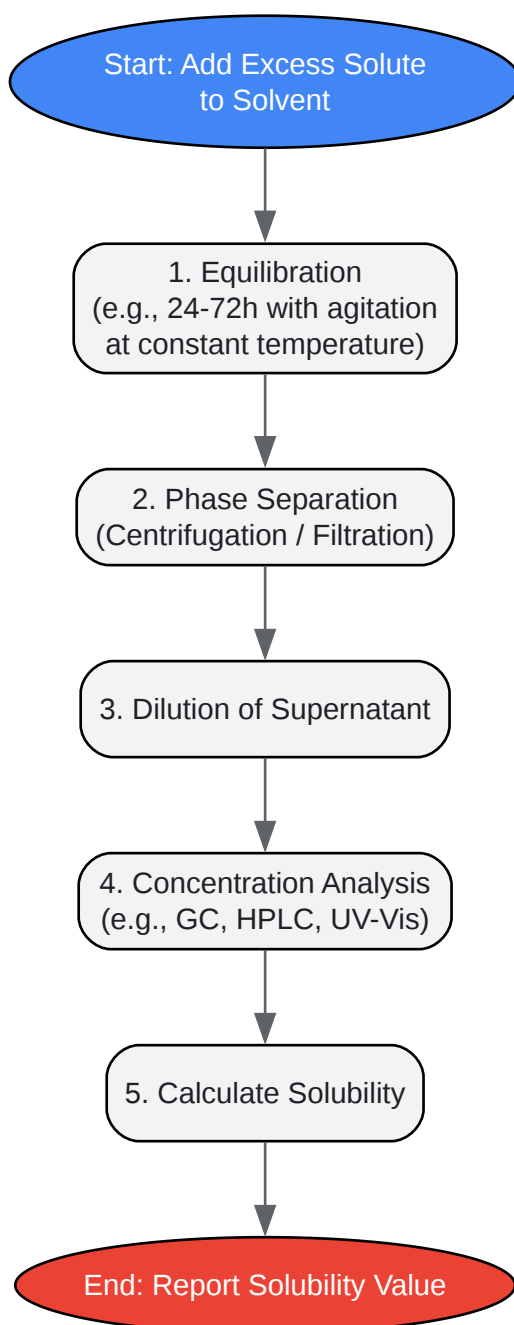 Start: Add Excess Solute
to Solvent
1. Equilibration
(e.g., 24-72h with agitation
at constant temperature)
2. Phase Separation
(Centrifugation / Filtration)
3. Dilution of Supernatant
4. Concentration Analysis
(e.g., GC, HPLC, UV-Vis)
5. Calculate Solubility
End: Report Solubility Value